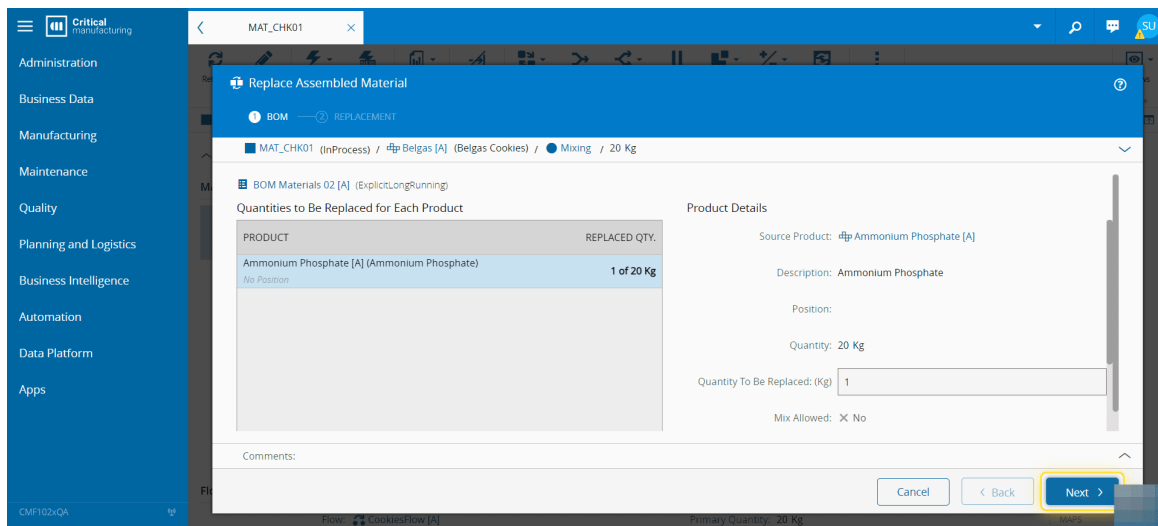 Critical
manufacturing
MAT_CHK01
SU
Administration
Business Data
Manufacturing
Maintenance
Quality
Planning and Logistics
Business Intelligence
Automation
Data Platform
Apps
CMF102xQA
Replace Assembled Material
1 BOM 2 REPLACEMENT
MAT_CHK01 (InProcess) / Belgas [A] (Belgas Cookies) / Mixing / 20 Kg
BOM Materials 02 [A] (ExplicitLongRunning)
Quantities to Be Replaced for Each Product
PRODUCT REPLACED QTY.
Ammonium Phosphate [A] (Ammonium Phosphate) 1 of 20 Kg
No Position
Product Details
Source Product: Ammonium Phosphate [A]
Description: Ammonium Phosphate
Position:
Quantity: 20 Kg
Quantity To Be Replaced: (Kg) 1
Mix Allowed: No
Comments:
Cancel Back Next
Flow: CookiesFlow [A] Primary Quantity: 20 Kg MAPS